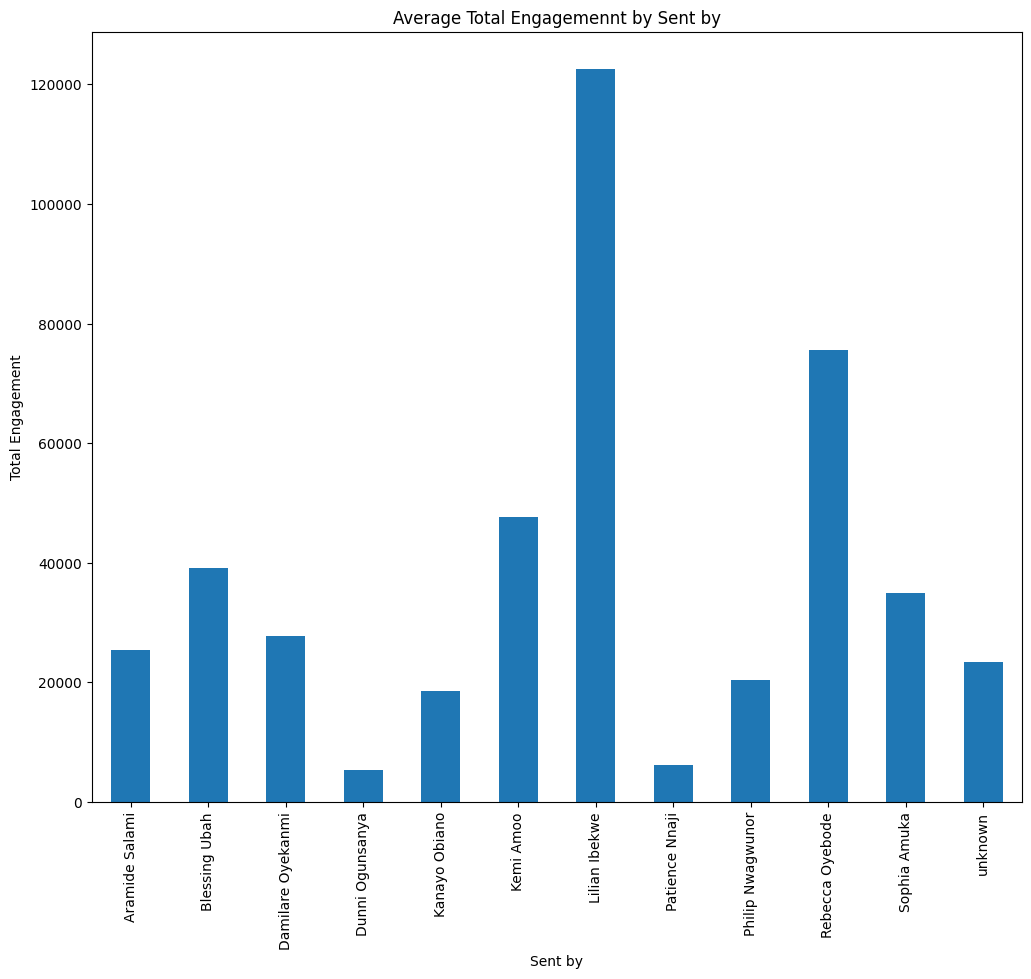 Average Total Engagemennt by Sent by
Total Engagement
120000
100000
80000
60000
40000
20000
0
Aramide Salami
Blessing Ubah
Damilare Oyekanmi
Dunni Ogunsanya
Kanayo Obiano
Kemi Amoo
Lilian Ibekwe
Patience Nnaji
Philip Nwagwunor
Rebecca Oyebode
Sophia Amuka
unknown
Sent by